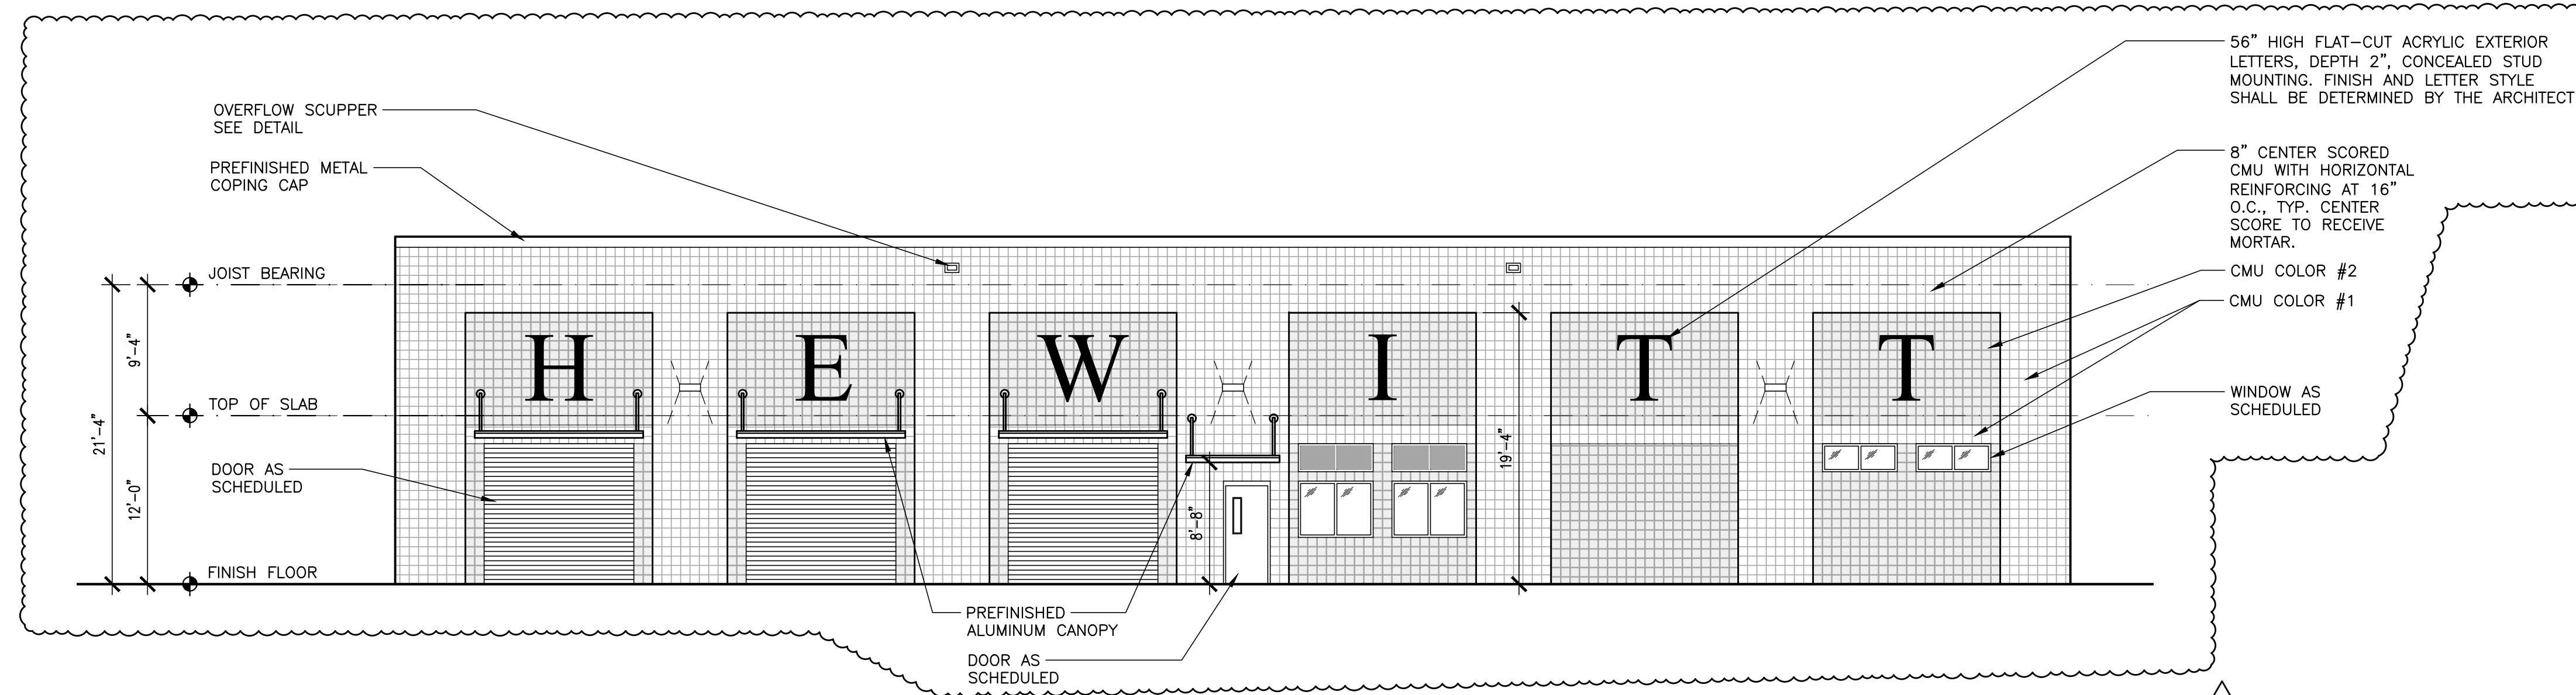 56" HIGH FLAT-CUT ACRYLIC EXTERIOR
LETTERS, DEPTH 2", CONCEALED STUD
MOUNTING. FINISH AND LETTER STYLE
SHALL BE DETERMINED BY THE ARCHITECT
OVERFLOW SCUPPER
SEE DETAIL
PREFINISHED METAL
COPING CAP
8" CENTER SCORED
CMU WITH HORIZONTAL
REINFORCING AT 16"
O.C., TYP. CENTER
SCORE TO RECEIVE
MORTAR.
JOIST BEARING
CMU COLOR #2
CMU COLOR #1
9'-4"
H E W I T T
TOP OF SLAB
WINDOW AS
SCHEDULED
21'-4"
19'-4"
DOOR AS
SCHEDULED
12'-0"
8'-8"
FINISH FLOOR
PREFINISHED
ALUMINUM CANOPY
DOOR AS
SCHEDULED